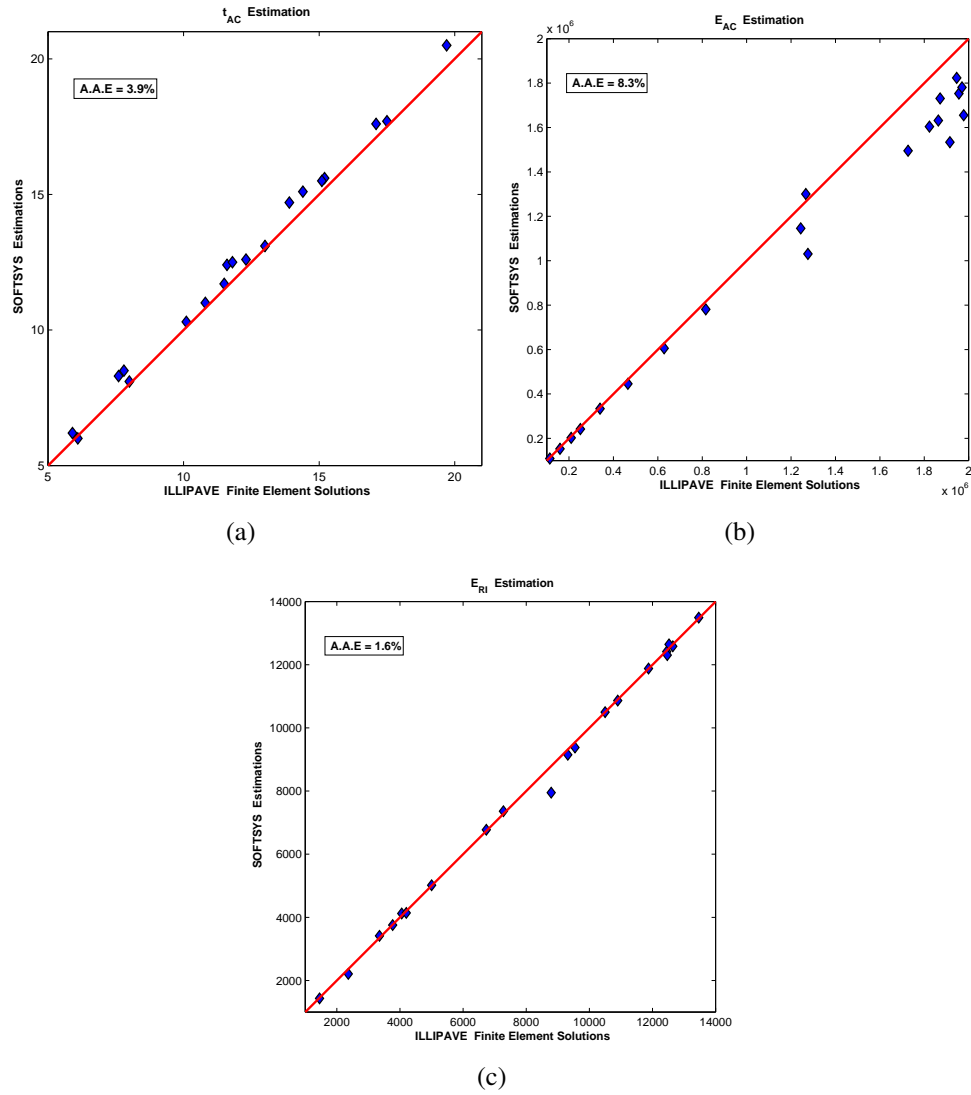 t_AC Estimation
20
A.A.E = 3.9%
15
SOFTSYS Estimations
10
5
5 10 15 20
ILLIPAVE Finite Element Solutions
(a)
E_AC Estimation
x 10^6
2
1.8
A.A.E = 8.3%
1.6
1.4
1.2
SOFTSYS Estimations
1
0.8
0.6
0.4
0.2
0.2 0.4 0.6 0.8 1 1.2 1.4 1.6 1.8 2
ILLIPAVE Finite Element Solutions
x 10^6
(b)
E_RI Estimation
14000
A.A.E = 1.6%
12000
10000
SOFTSYS Estimations
8000
6000
4000
2000
2000 4000 6000 8000 10000 12000 14000
ILLIPAVE Finite Element Solutions
(c)